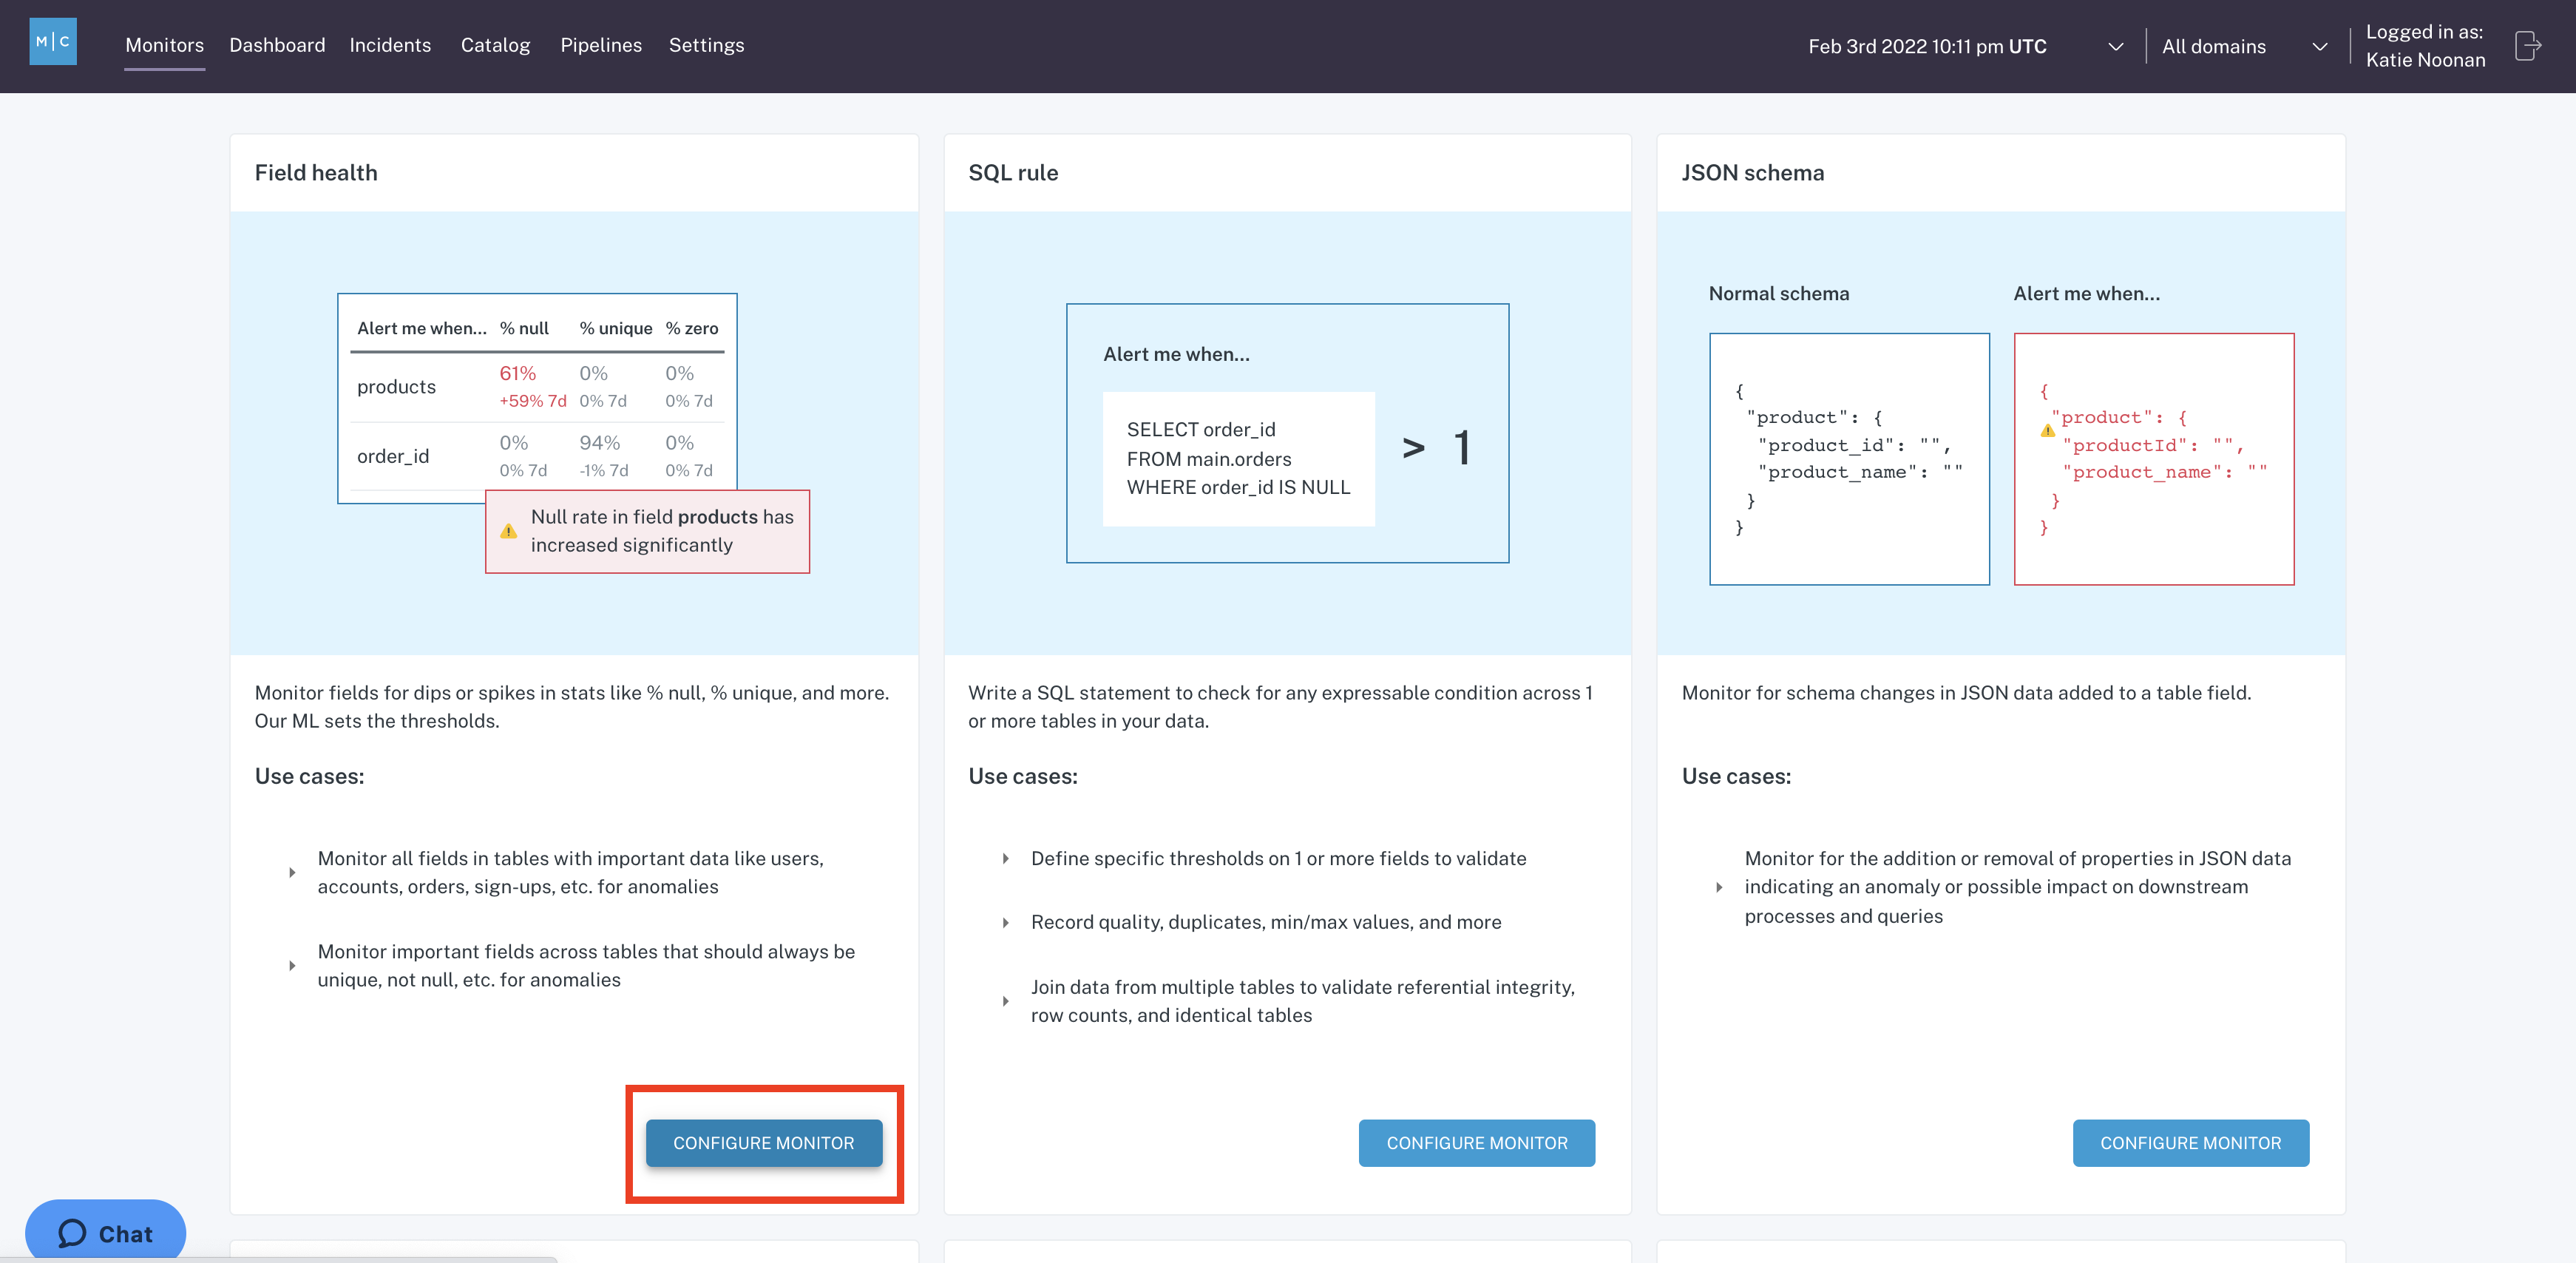 M|C
Monitors
Dashboard
Incidents
Catalog
Pipelines
Settings
Feb 3rd 2022 10:11 pm UTC
All domains
Logged in as:
Katie Noonan
Field health
Alert me when... % null % unique % zero
products 61% 0% 0%
+59% 7d 0% 7d 0% 7d
order_id 0% 94% 0%
0% 7d -1% 7d 0% 7d
Null rate in field products has
increased significantly
Monitor fields for dips or spikes in stats like % null, % unique, and more.
Our ML sets the thresholds.
Use cases:
Monitor all fields in tables with important data like users,
accounts, orders, sign-ups, etc. for anomalies
Monitor important fields across tables that should always be
unique, not null, etc. for anomalies
CONFIGURE MONITOR
SQL rule
Alert me when...
SELECT order_id
FROM main.orders
WHERE order_id IS NULL
> 1
Write a SQL statement to check for any expressable condition across 1
or more tables in your data.
Use cases:
Define specific thresholds on 1 or more fields to validate
Record quality, duplicates, min/max values, and more
Join data from multiple tables to validate referential integrity,
row counts, and identical tables
CONFIGURE MONITOR
JSON schema
Normal schema
{
"product": {
"product_id": "",
"product_name": ""
}
}
Alert me when...
{
"product": {
"productId": "",
"product_name": ""
}
}
Monitor for schema changes in JSON data added to a table field.
Use cases:
Monitor for the addition or removal of properties in JSON data
indicating an anomaly or possible impact on downstream
processes and queries
CONFIGURE MONITOR
Chat